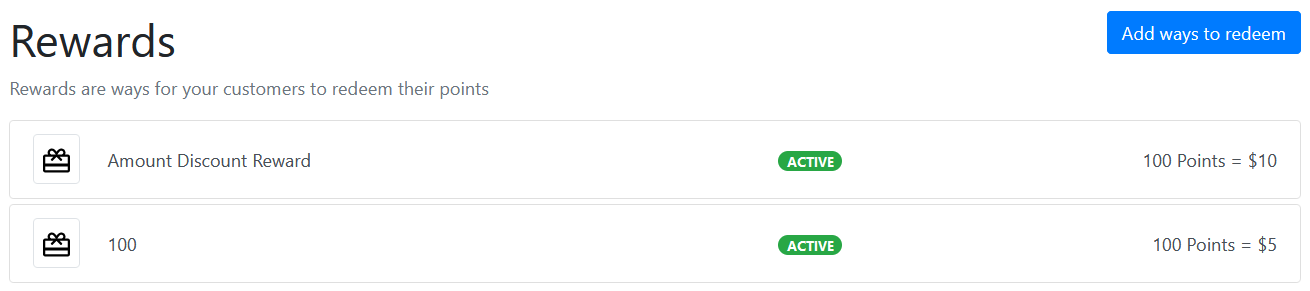 Rewards
Add ways to redeem
Rewards are ways for your customers to redeem their points
Amount Discount Reward ACTIVE 100 Points = $10
100 ACTIVE 100 Points = $5